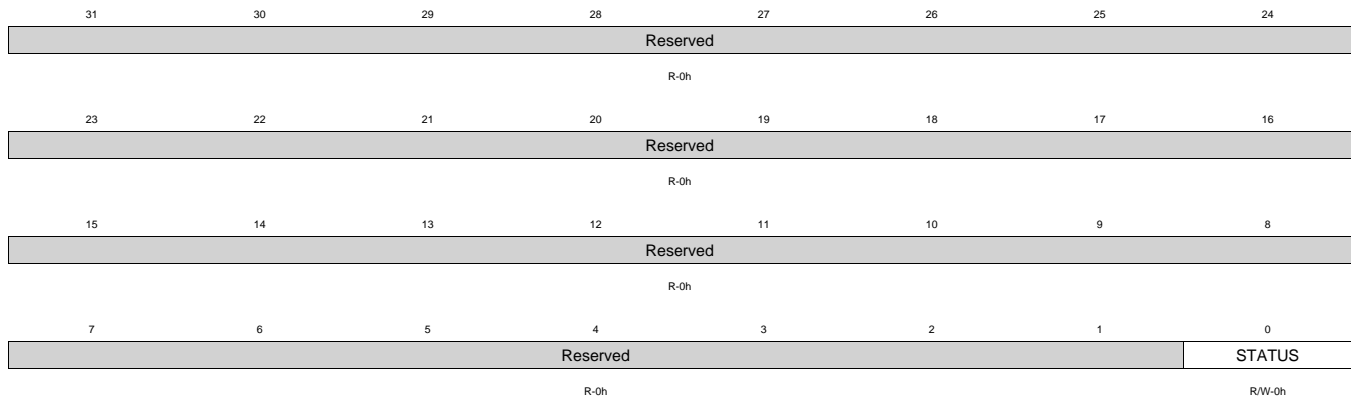 31 30 29 28 27 26 25 24
Reserved
R-0h
23 22 21 20 19 18 17 16
Reserved
R-0h
15 14 13 12 11 10 9 8
Reserved
R-0h
7 6 5 4 3 2 1 0
Reserved STATUS
R-0h R/W-0h